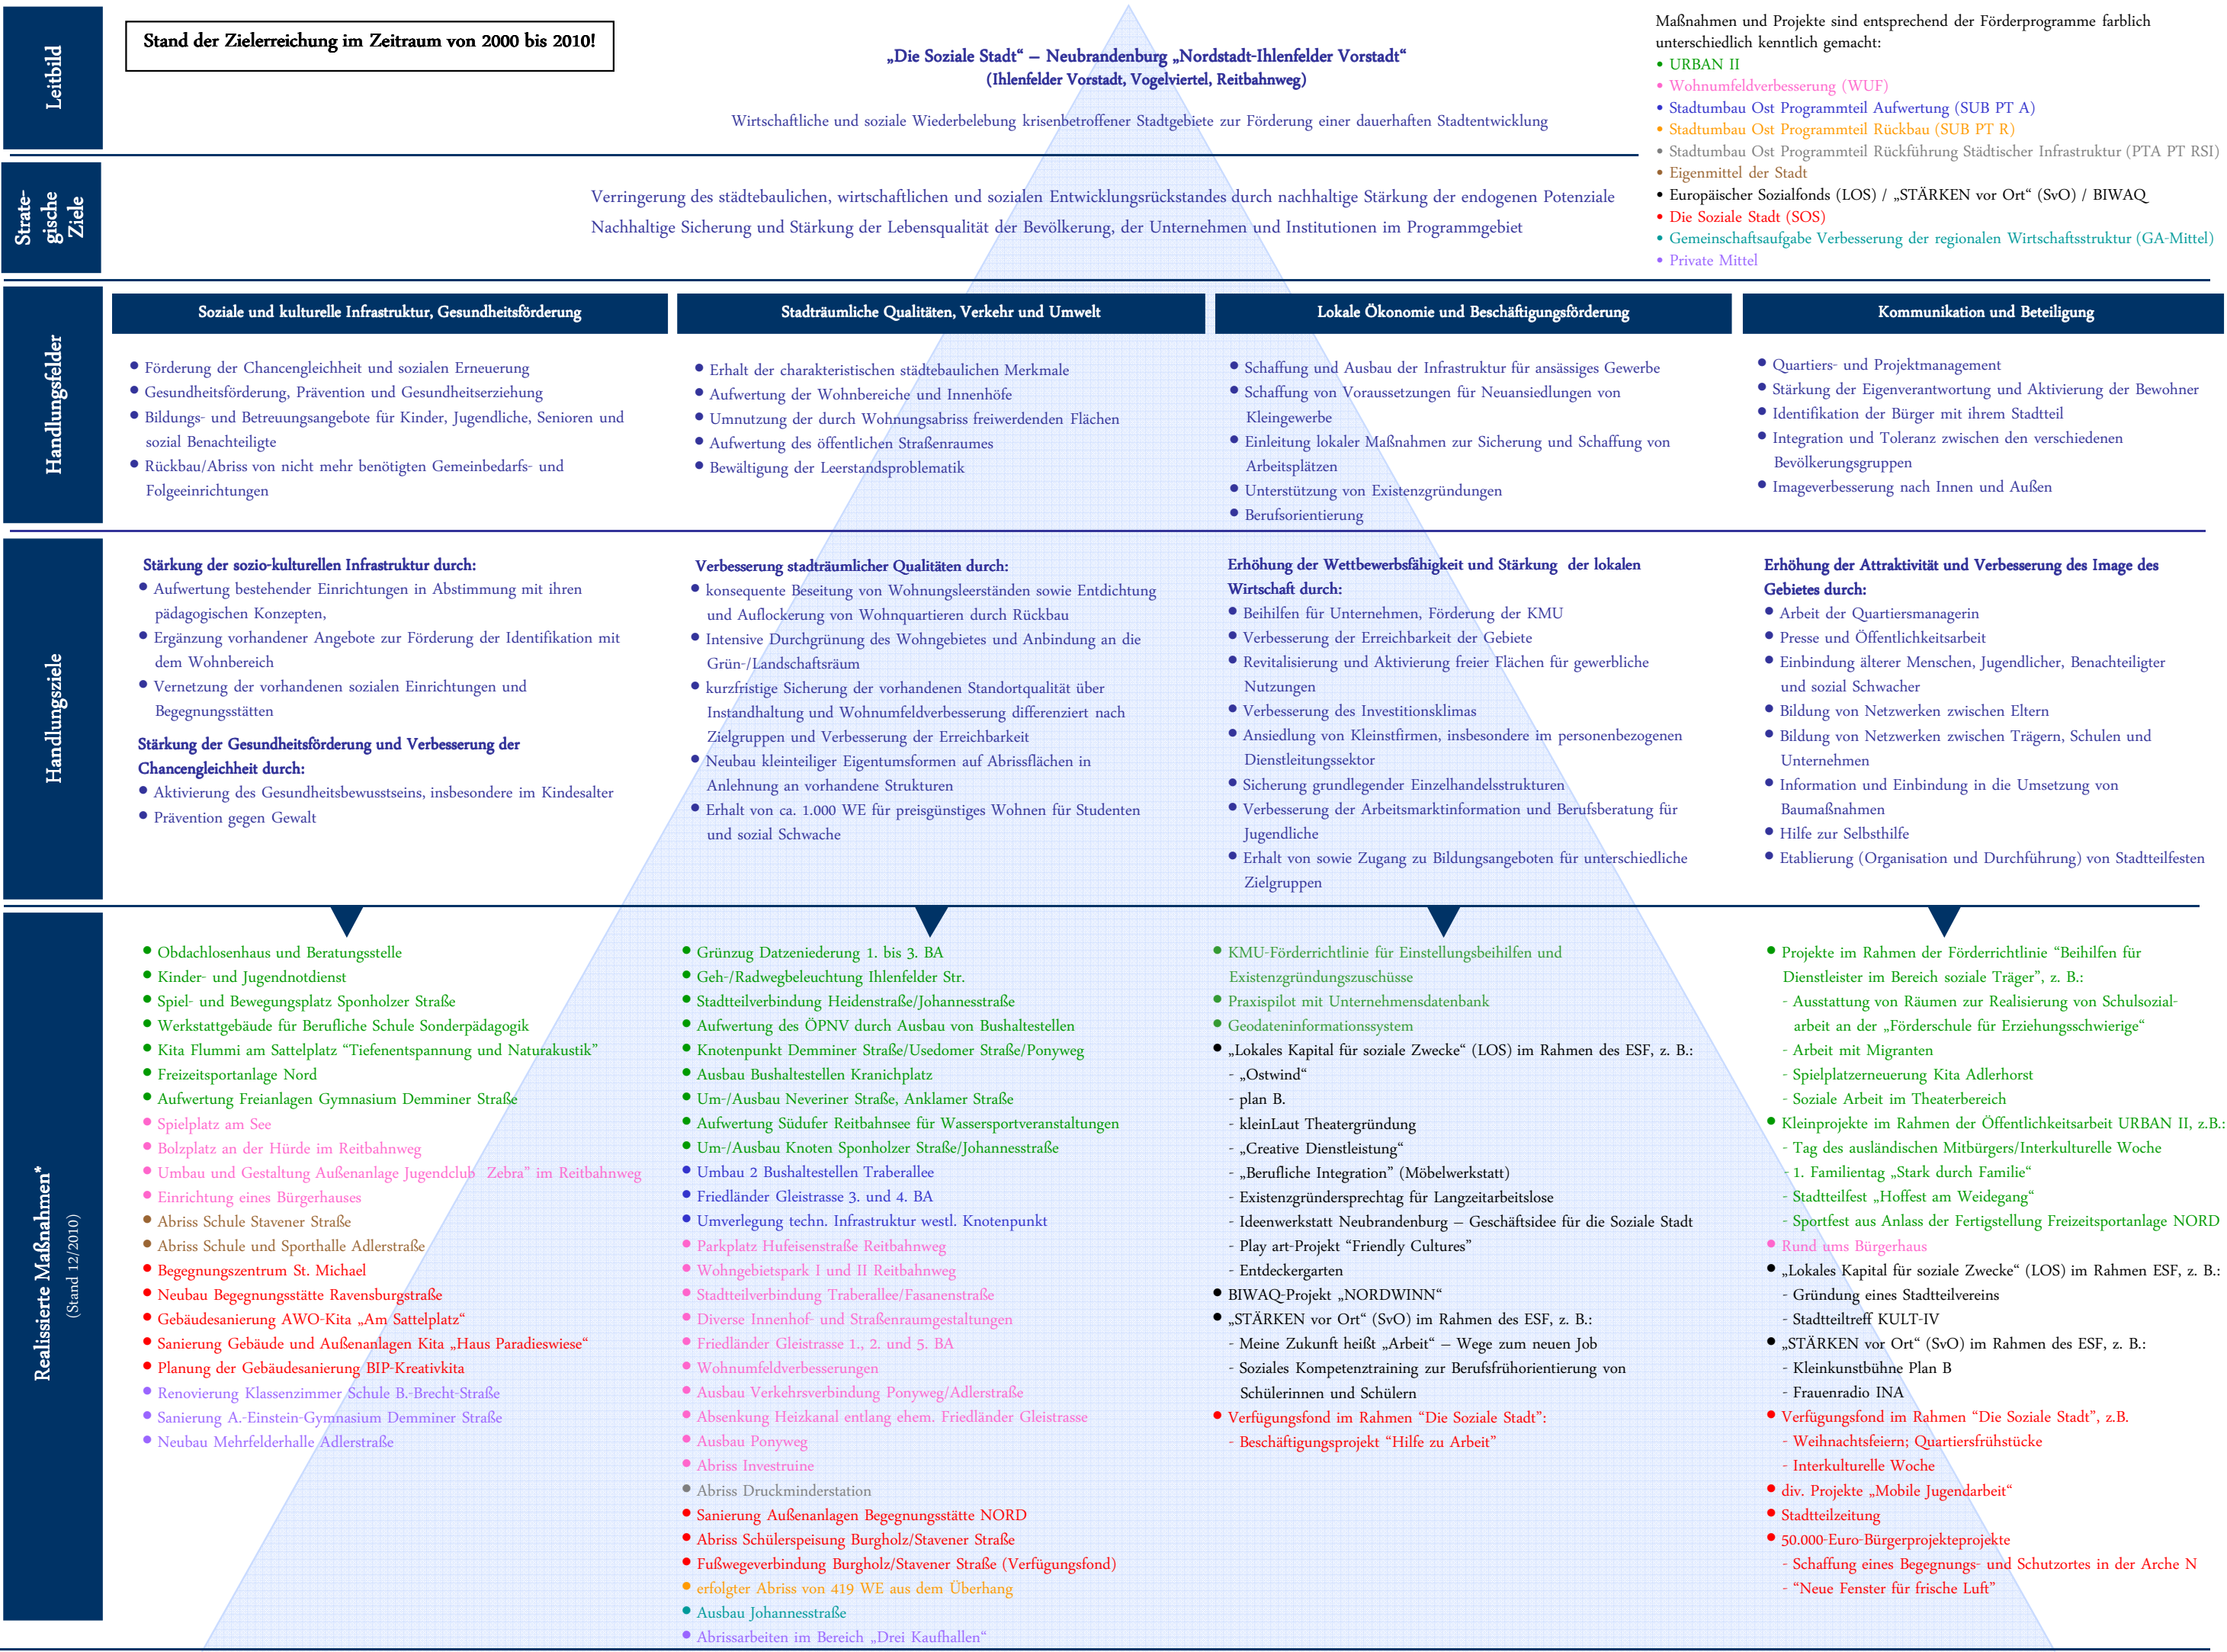 Leitbild
Stand der Zielerreichung im Zeitraum von 2000 bis 2010!
„Die Soziale Stadt“ – Neubrandenburg „Nordstadt-Ihlenfelder Vorstadt“
(Ihlenfelder Vorstadt, Vogelviertel, Reitbahnweg)
Wirtschaftliche und soziale Wiederbelebung krisenbetroffener Stadtgebiete zur Förderung einer dauerhaften Stadtentwicklung
Maßnahmen und Projekte sind entsprechend der Förderprogramme farblich
unterschiedlich kenntlich gemacht:
• URBAN II
• Wohnumfeldverbesserung (WUF)
• Stadtumbau Ost Programmteil Aufwertung (SUB PT A)
• Stadtumbau Ost Programmteil Rückbau (SUB PT R)
• Stadtumbau Ost Programmteil Rückführung Städtischer Infrastruktur (PTA PT RSI)
• Eigenmittel der Stadt
• Europäischer Sozialfonds (LOS) / „STÄRKEN vor Ort“ (SvO) / BIWAQ
• Die Soziale Stadt (SOS)
• Gemeinschaftsaufgabe Verbesserung der regionalen Wirtschaftsstruktur (GA-Mittel)
• Private Mittel
Strate-
gische
Ziele
Verringerung des städtebaulichen, wirtschaftlichen und sozialen Entwicklungsrückstandes durch nachhaltige Stärkung der endogenen Potenziale
Nachhaltige Sicherung und Stärkung der Lebensqualität der Bevölkerung, der Unternehmen und Institutionen im Programmgebiet
Handlungsfelder
Soziale und kulturelle Infrastruktur, Gesundheitsförderung
• Förderung der Chancengleichheit und sozialen Erneuerung
• Gesundheitsförderung, Prävention und Gesundheitserziehung
• Bildungs- und Betreuungsangebote für Kinder, Jugendliche, Senioren und
sozial Benachteiligte
• Rückbau/Abriss von nicht mehr benötigten Gemeinbedarfs- und
Folgeeinrichtungen
Stadträumliche Qualitäten, Verkehr und Umwelt
• Erhalt der charakteristischen städtebaulichen Merkmale
• Aufwertung der Wohnbereiche und Innenhöfe
• Umnutzung der durch Wohnungsabriss freiwerdenden Flächen
• Aufwertung des öffentlichen Straßenraumes
• Bewältigung der Leerstandsproblematik
Lokale Ökonomie und Beschäftigungsförderung
• Schaffung und Ausbau der Infrastruktur für ansässiges Gewerbe
• Schaffung von Voraussetzungen für Neuansiedlungen von
Kleingewerbe
• Einleitung lokaler Maßnahmen zur Sicherung und Schaffung von
Arbeitsplätzen
• Unterstützung von Existenzgründungen
• Berufsorientierung
Kommunikation und Beteiligung
• Quartiers- und Projektmanagement
• Stärkung der Eigenverantwortung und Aktivierung der Bewohner
• Identifikation der Bürger mit ihrem Stadtteil
• Integration und Toleranz zwischen den verschiedenen
Bevölkerungsgruppen
• Imageverbesserung nach Innen und Außen
Handlungsziele
Stärkung der sozio-kulturellen Infrastruktur durch:
• Aufwertung bestehender Einrichtungen in Abstimmung mit ihren
pädagogischen Konzepten,
• Ergänzung vorhandener Angebote zur Förderung der Identifikation mit
dem Wohnbereich
• Vernetzung der vorhandenen sozialen Einrichtungen und
Begegnungsstätten
Stärkung der Gesundheitsförderung und Verbesserung der
Chancengleichheit durch:
• Aktivierung des Gesundheitsbewusstseins, insbesondere im Kindesalter
• Prävention gegen Gewalt
Verbesserung stadträumlicher Qualitäten durch:
• konsequente Beseitung von Wohnungsleerständen sowie Entdichtung
und Auflockerung von Wohnquartieren durch Rückbau
• Intensive Durchgrünung des Wohngebietes und Anbindung an die
Grün-/Landschaftsräum
• kurzfristige Sicherung der vorhandenen Standortqualität über
Instandhaltung und Wohnumfeldverbesserung differenziert nach
Zielgruppen und Verbesserung der Erreichbarkeit
• Neubau kleinteiliger Eigentumsformen auf Abrissflächen in
Anlehnung an vorhandene Strukturen
• Erhalt von ca. 1.000 WE für preisgünstiges Wohnen für Studenten
und sozial Schwache
Erhöhung der Wettbewerbsfähigkeit und Stärkung der lokalen
Wirtschaft durch:
• Beihilfen für Unternehmen, Förderung der KMU
• Verbesserung der Erreichbarkeit der Gebiete
• Revitalisierung und Aktivierung freier Flächen für gewerbliche
Nutzungen
• Verbesserung des Investitionsklimas
• Ansiedlung von Kleinstfirmen, insbesondere im personenbezogenen
Dienstleitungssektor
• Sicherung grundlegender Einzelhandelsstrukturen
• Verbesserung der Arbeitsmarktinformation und Berufsberatung für
Jugendliche
• Erhalt von sowie Zugang zu Bildungsangeboten für unterschiedliche
Zielgruppen
Erhöhung der Attraktivität und Verbesserung des Image des
Gebietes durch:
• Arbeit der Quartiersmanagerin
• Presse und Öffentlichkeitsarbeit
• Einbindung älterer Menschen, Jugendlicher, Benachteiligter
und sozial Schwacher
• Bildung von Netzwerken zwischen Eltern
• Bildung von Netzwerken zwischen Trägern, Schulen und
Unternehmen
• Information und Einbindung in die Umsetzung von
Baumaßnahmen
• Hilfe zur Selbsthilfe
• Etablierung (Organisation und Durchführung) von Stadtteilfesten
Realisierte Maßnahmen*
(Stand 12/2010)
• Obdachlosenhaus und Beratungsstelle
• Kinder- und Jugendnotdienst
• Spiel- und Bewegungsplatz Sponholzer Straße
• Werkstattgebäude für Berufliche Schule Sonderpädagogik
• Kita Flummi am Sattelplatz “Tiefenentspannung und Naturakustik”
• Freizeitsportanlage Nord
• Aufwertung Freianlagen Gymnasium Demminer Straße
• Spielplatz am See
• Bolzplatz an der Hürde im Reitbahnweg
• Umbau und Gestaltung Außenanlage Jugendclub Zebra” im Reitbahnweg
• Einrichtung eines Bürgerhauses
• Abriss Schule Stavener Straße
• Abriss Schule und Sporthalle Adlerstraße
• Begegnungszentrum St. Michael
• Neubau Begegnungsstätte Ravensburgstraße
• Gebäudesanierung AWO-Kita „Am Sattelplatz“
• Sanierung Gebäude und Außenanlagen Kita „Haus Paradieswiese“
• Planung der Gebäudesanierung BIP-Kreativkita
• Renovierung Klassenzimmer Schule B.-Brecht-Straße
• Sanierung A.-Einstein-Gymnasium Demminer Straße
• Neubau Mehrfelderhalle Adlerstraße
• Grünzug Datzeniederung 1. bis 3. BA
• Geh-/Radwegbeleuchtung Ihlenfelder Str.
• Stadtteilverbindung Heidenstraße/Johannesstraße
• Aufwertung des ÖPNV durch Ausbau von Bushaltestellen
• Knotenpunkt Demminer Straße/Usedomer Straße/Ponyweg
• Ausbau Bushaltestellen Kranichplatz
• Um-/Ausbau Neveriner Straße, Anklamer Straße
• Aufwertung Südufer Reitbahnsee für Wassersportveranstaltungen
• Um-/Ausbau Knoten Sponholzer Straße/Johannesstraße
• Umbau 2 Bushaltestellen Traberallee
• Friedländer Gleistrasse 3. und 4. BA
• Umverlegung techn. Infrastruktur westl. Knotenpunkt
• Parkplatz Hufeisenstraße Reitbahnweg
• Wohngebietspark I und II Reitbahnweg
• Stadtteilverbindung Traberallee/Fasanenstraße
• Diverse Innenhof- und Straßenraumgestaltungen
• Friedländer Gleistrasse 1., 2. und 5. BA
• Wohnumfeldverbesserungen
• Ausbau Verkehrsverbindung Ponyweg/Adlerstraße
• Absenkung Heizkanal entlang ehem. Friedländer Gleistrasse
• Ausbau Ponyweg
• Abriss Investruine
• Abriss Druckminderstation
• Sanierung Außenanlagen Begegnungsstätte NORD
• Abriss Schülerspeisung Burgholz/Stavener Straße
• Fußwegeverbindung Burgholz/Stavener Straße (Verfügungsfond)
• erfolgter Abriss von 419 WE aus dem Überhang
• Ausbau Johannesstraße
• Abrissarbeiten im Bereich „Drei Kaufhallen“
• KMU-Förderrichtlinie für Einstellungsbeihilfen und
Existenzgründungszuschüsse
• Praxispilot mit Unternehmensdatenbank
• Geodateninformationssystem
• „Lokales Kapital für soziale Zwecke“ (LOS) im Rahmen des ESF, z. B.:
- „Ostwind“
- plan B.
- kleinLaut Theatergründung
- „Creative Dienstleistung“
- „Berufliche Integration” (Möbelwerkstatt)
- Existenzgründersprechtag für Langzeitarbeitslose
- Ideenwerkstatt Neubrandenburg – Geschäftsidee für die Soziale Stadt
- Play art-Projekt “Friendly Cultures”
- Entdeckergarten
• BIWAQ-Projekt „NORDWINN“
• „STÄRKEN vor Ort“ (SvO) im Rahmen des ESF, z. B.:
- Meine Zukunft heißt „Arbeit“ – Wege zum neuen Job
- Soziales Kompetenztraining zur Berufsfrühorientierung von
Schülerinnen und Schülern
• Verfügungsfond im Rahmen “Die Soziale Stadt”:
- Beschäftigungsprojekt “Hilfe zu Arbeit”
• Projekte im Rahmen der Förderrichtlinie “Beihilfen für
Dienstleister im Bereich soziale Träger”, z. B.:
- Ausstattung von Räumen zur Realisierung von Schulsozial-
arbeit an der „Förderschule für Erziehungsschwierige“
- Arbeit mit Migranten
- Spielplatzerneuerung Kita Adlerhorst
- Soziale Arbeit im Theaterbereich
• Kleinprojekte im Rahmen der Öffentlichkeitsarbeit URBAN II, z.B.:
- Tag des ausländischen Mitbürgers/Interkulturelle Woche
- 1. Familientag „Stark durch Familie“
- Stadtteilfest „Hoffest am Weidegang“
- Sportfest aus Anlass der Fertigstellung Freizeitsportanlage NORD
• Rund ums Bürgerhaus
• „Lokales Kapital für soziale Zwecke“ (LOS) im Rahmen ESF, z. B.:
- Gründung eines Stadtteilvereins
- Stadtteiltreff KULT-IV
• „STÄRKEN vor Ort“ (SvO) im Rahmen des ESF, z. B.:
- Kleinkunstbühne Plan B
- Frauenradio INA
• Verfügungsfond im Rahmen “Die Soziale Stadt”, z.B.
- Weihnachtsfeiern; Quartiersfrühstücke
- Interkulturelle Woche
• div. Projekte „Mobile Jugendarbeit“
• Stadtteilzeitung
• 50.000-Euro-Bürgerprojekteprojekte
- Schaffung eines Begegnungs- und Schutzortes in der Arche N
- “Neue Fenster für frische Luft”